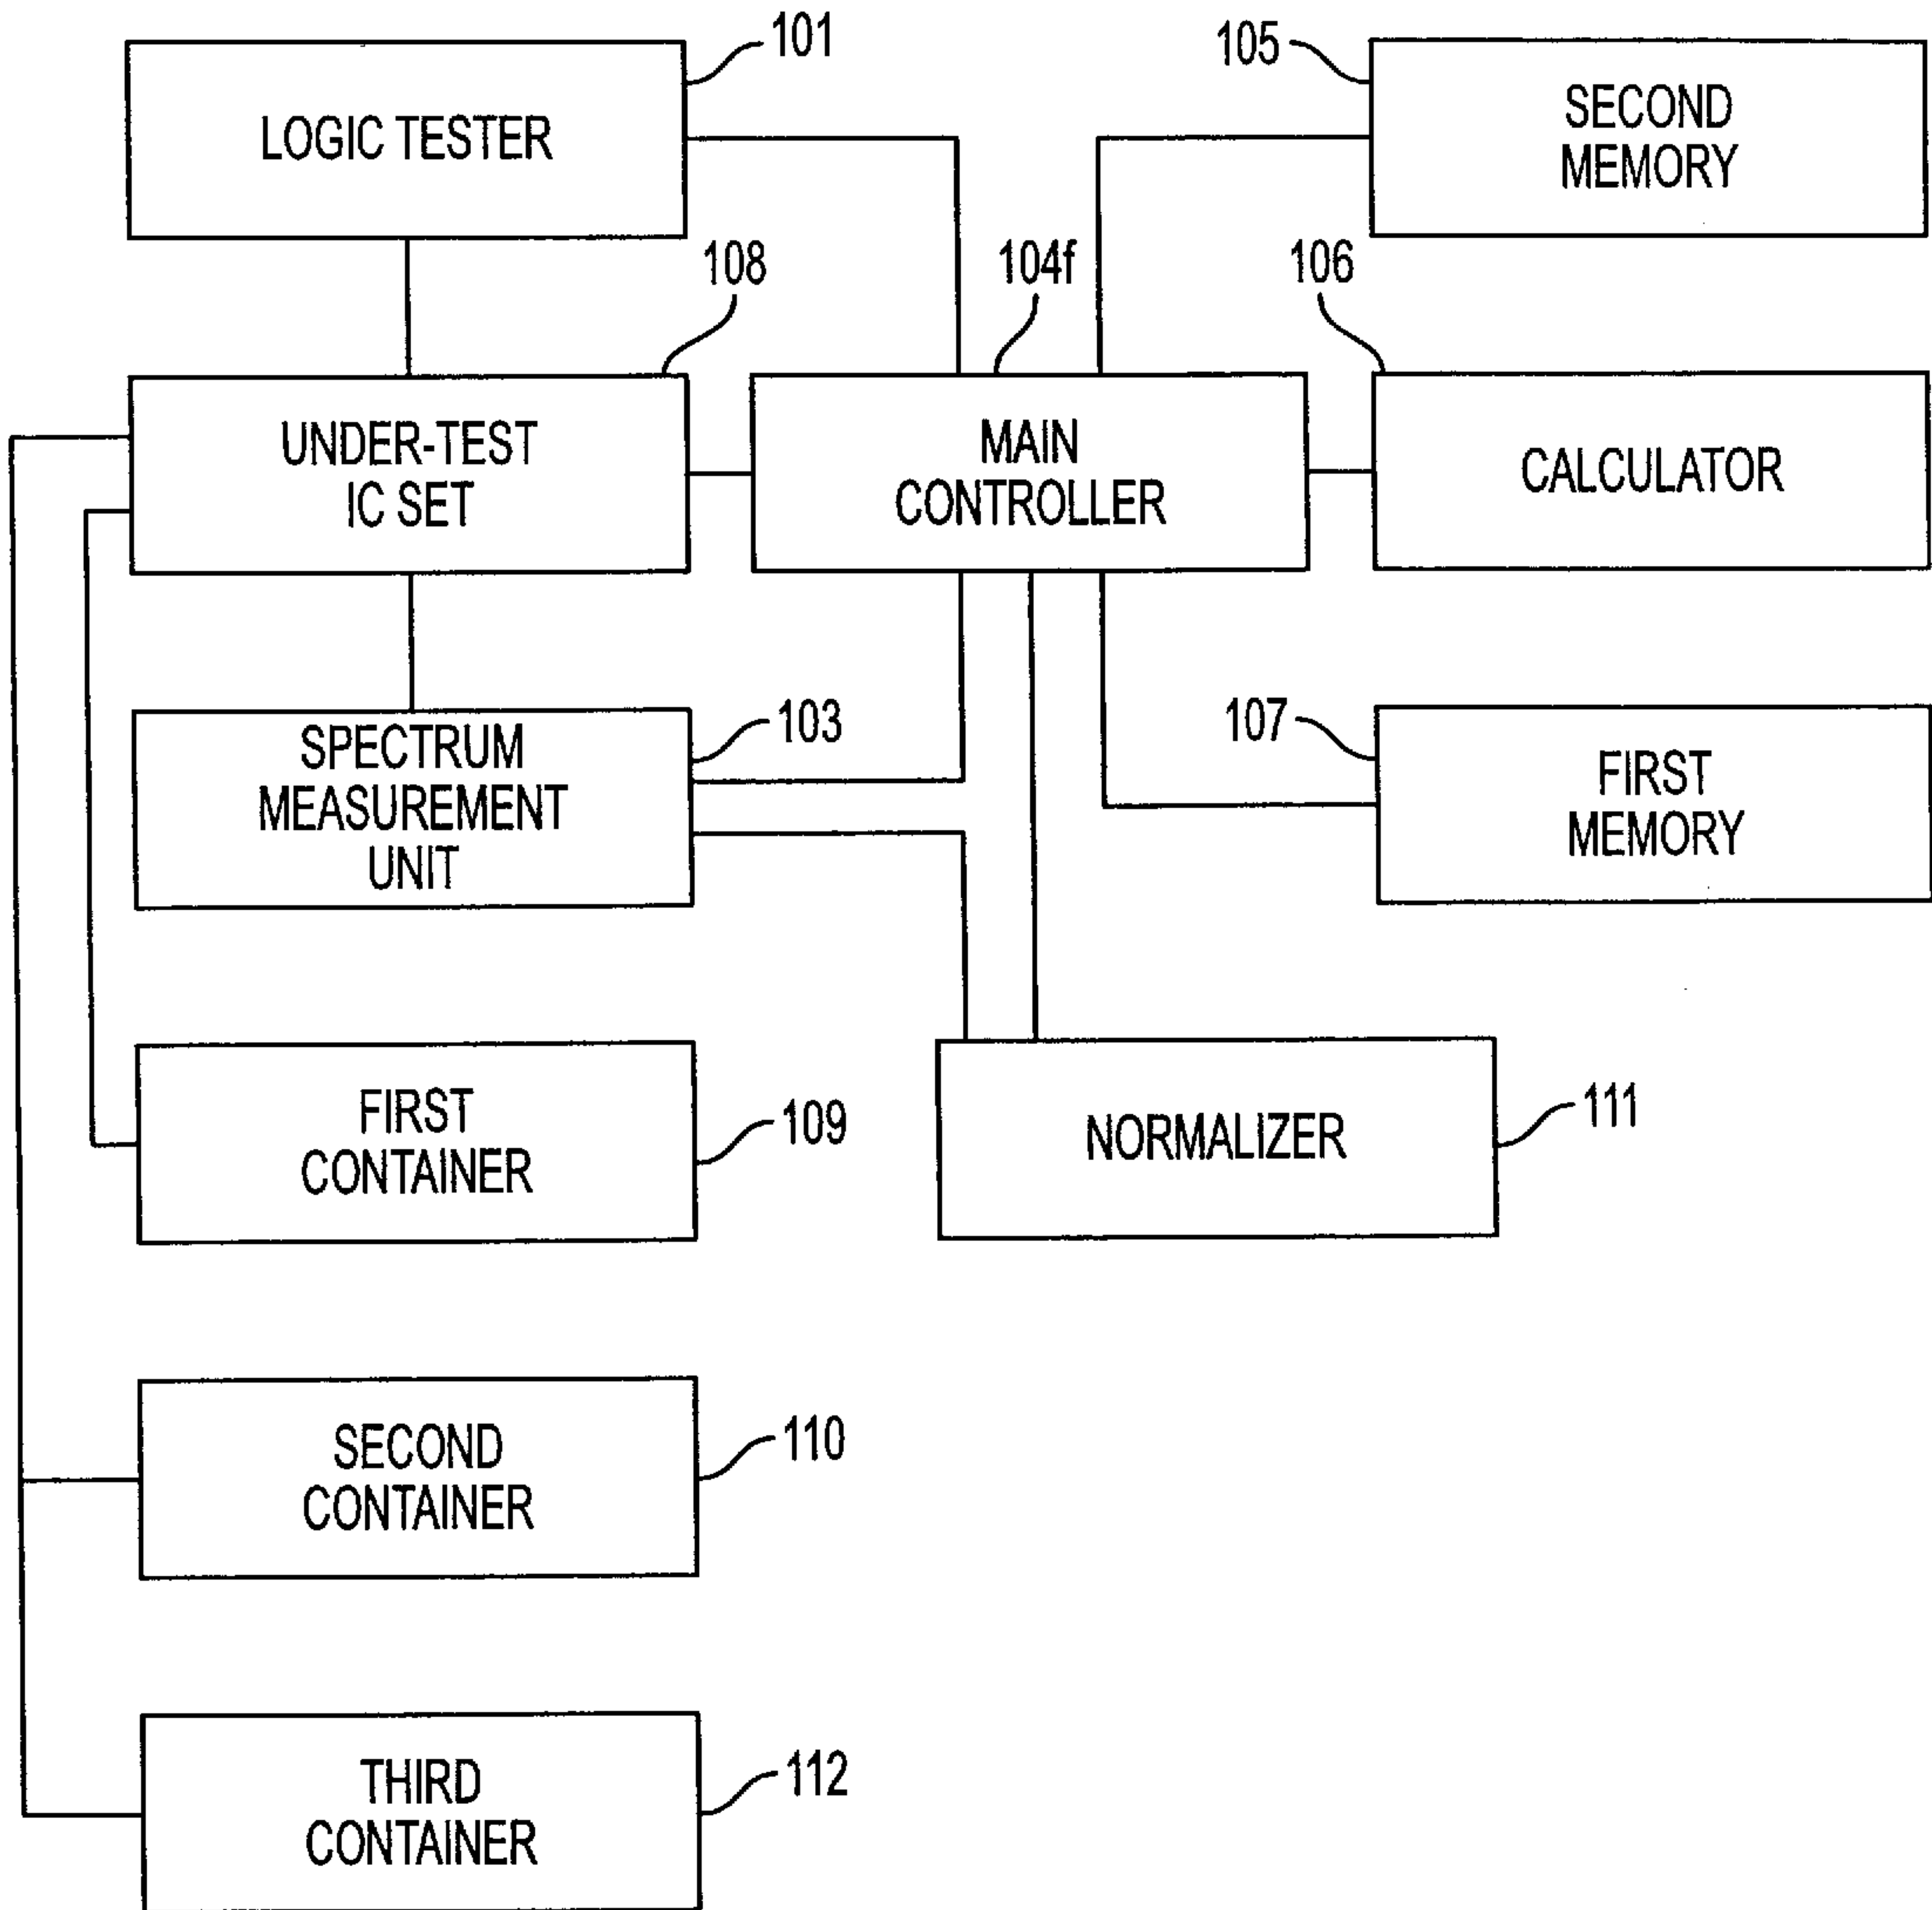 101
LOGIC TESTER
105
SECOND
MEMORY
108
UNDER-TEST
IC SET
104f
MAIN
CONTROLLER
106
CALCULATOR
103
SPECTRUM
MEASUREMENT
UNIT
107
FIRST
MEMORY
109
FIRST
CONTAINER
111
NORMALIZER
110
SECOND
CONTAINER
112
THIRD
CONTAINER